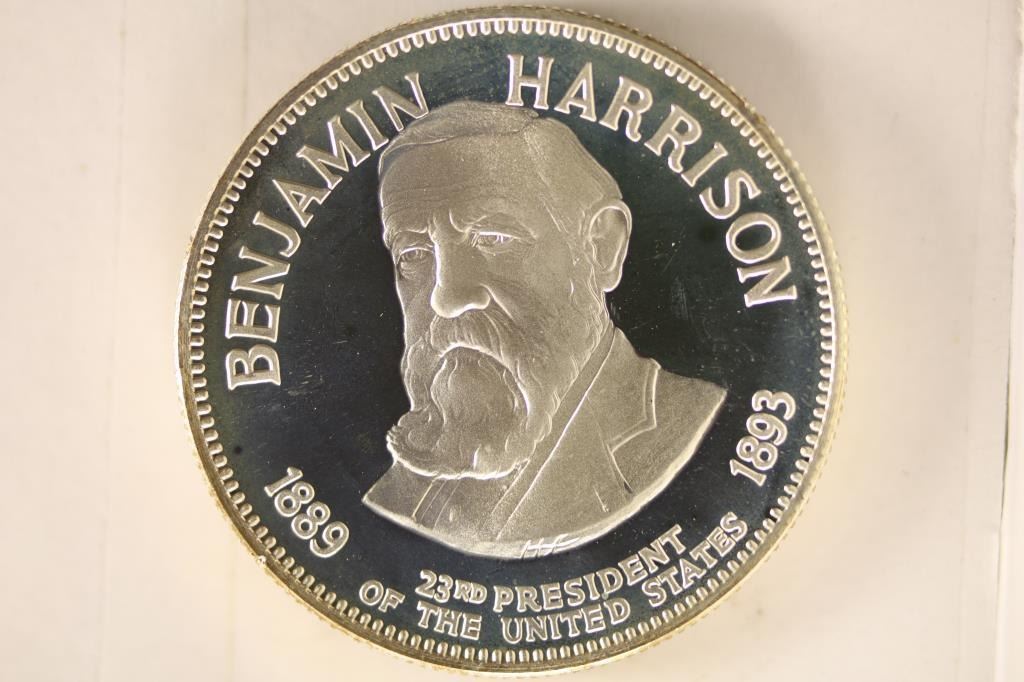 BENJAMIN HARRISON
1889
1893
23RD PRESIDENT
OF THE UNITED STATES